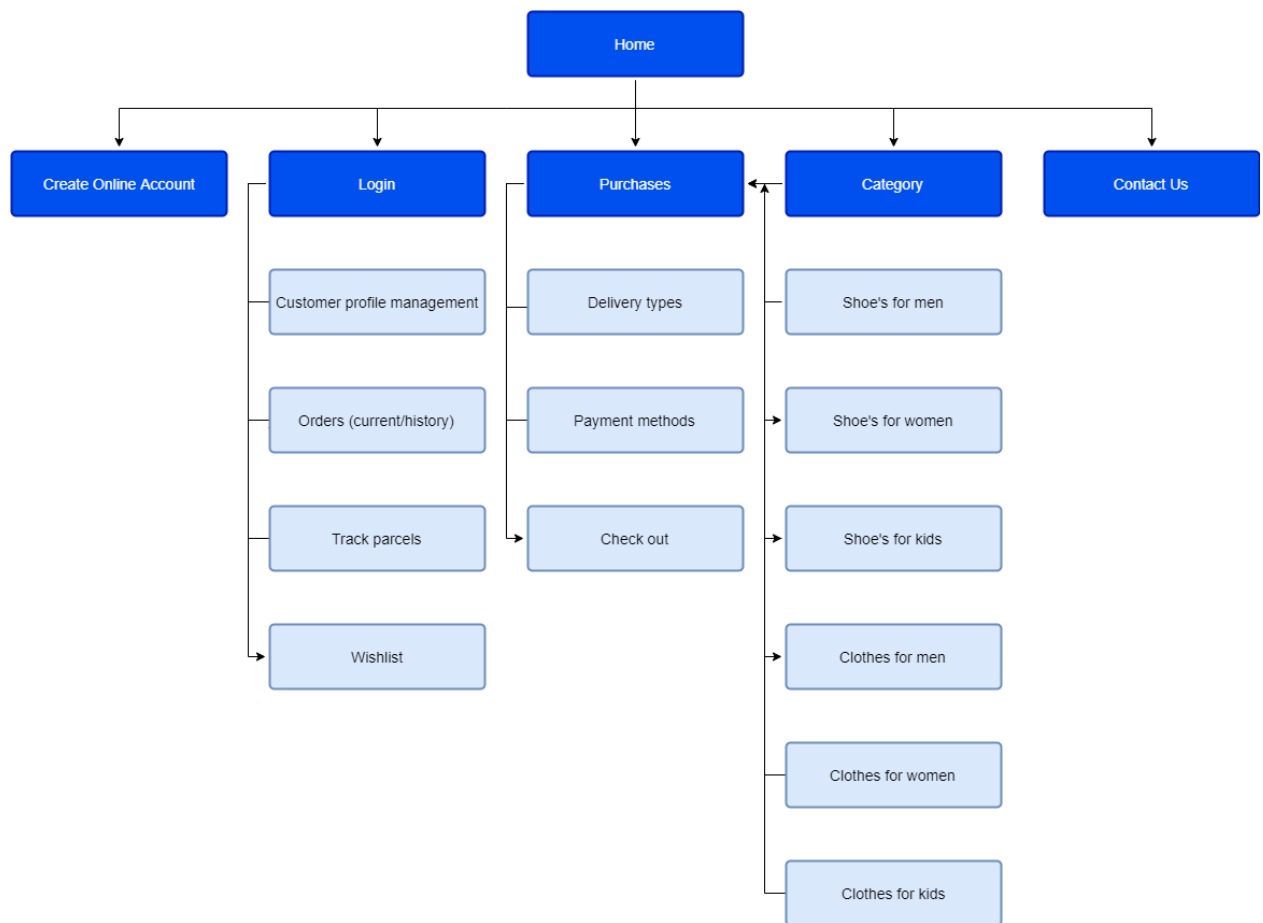 Home
Create Online Account
Login
Purchases
Category
Contact Us
Customer profile management
Delivery types
Shoe's for men
Orders (current/history)
Payment methods
Shoe's for women
Track parcels
Check out
Shoe's for kids
Wishlist
Clothes for men
Clothes for women
Clothes for kids